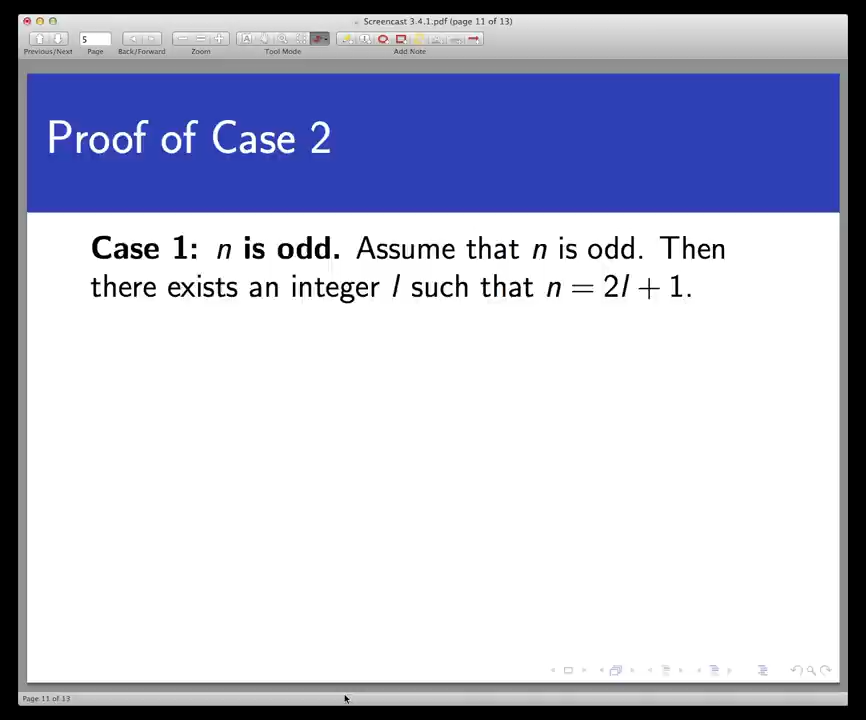 Screencast 3.4.1.pdf (page 11 of 13)
5
Previous/Next Page Back/Forward Zoom Tool Mode Add Note
Proof of Case 2
Case 1: n is odd. Assume that n is odd. Then
there exists an integer l such that n = 2l + 1.
Page 11 of 13